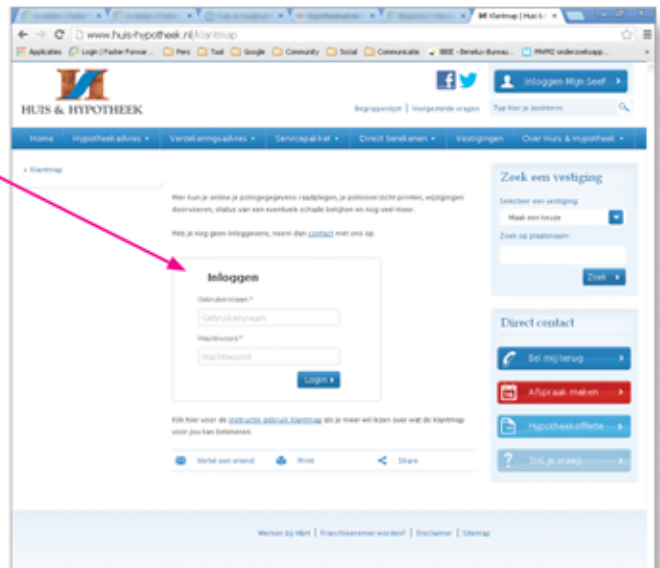 Klantmap | Huis &
www.huis-hypotheek.nl/klantmap
Applicaties
Pers
Taal
Google
Community
Social
Communicatie
HUIS & HYPOTHEEK
Inloggen Mijn Seef
Begrippenlijst | Veelgestelde vragen
Typ hier je zoekterm
Home Hypotheekadvies Verzekeringsadvies Servicepakket Direct berekenen Vestigingen Over Huis & Hypotheek
Klantmap
Hier kun je online je polisgegevens raadplegen, je polisoverzicht printen, wijzigingen
doorvoeren, status van een eventuele schade bekijken en nog veel meer.
Heb je nog geen inloggevens, neem dan contact met ons op.
Inloggen
Gebruikersnaam *
Gebruikersnaam
Wachtwoord *
Wachtwoord
Login
Klik hier voor de instructie gebruik klantmap als je meer wil lezen over wat de klantmap
voor jou kan betekenen.
Vertel een vriend Print Share
Zoek een vestiging
Selecteer een vestiging:
Maak een keuze
Zoek op plaatsnaam:
Zoek
Direct contact
Bel mij terug
Afspraak maken
Hypotheekofferte
Stel je vraag
Werken bij H&H | Franchisenemer worden? | Disclaimer | Sitemap